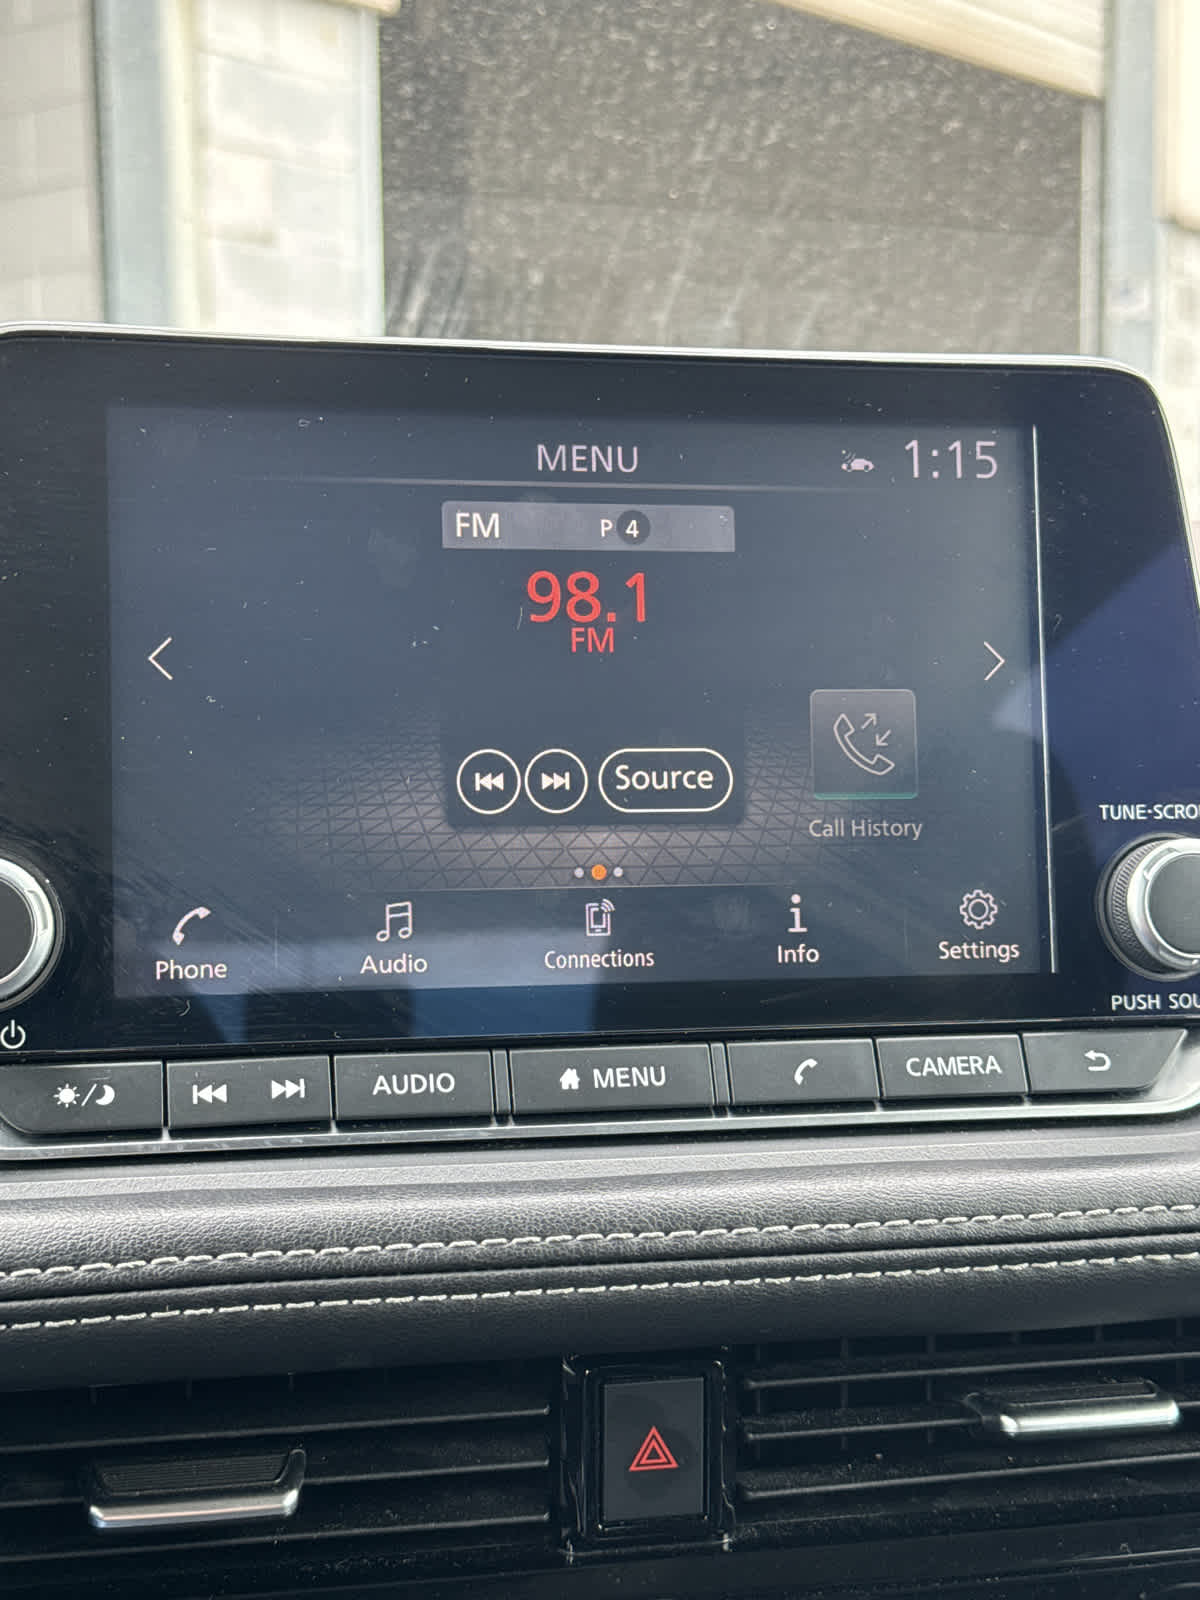 MENU
1:15
FM P 4
98.1
FM
Source
Call History
Phone
Audio
Connections
Info
Settings
TUNE·SCRO
PUSH SOU
AUDIO
MENU
CAMERA